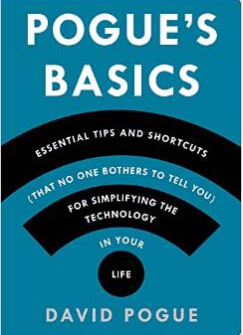 POGUE'S
BASICS
ESSENTIAL TIPS AND SHORTCUTS
(THAT NO ONE BOTHERS TO TELL YOU)
FOR SIMPLIFYING THE
TECHNOLOGY
IN YOUR
LIFE
DAVID POGUE